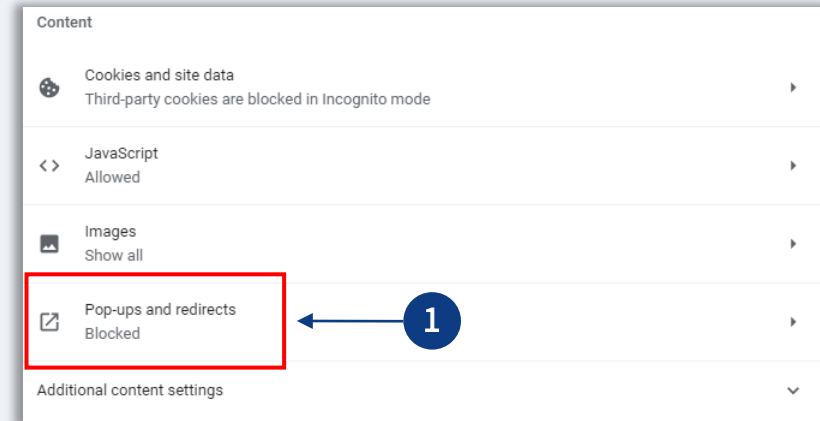 Content
Cookies and site data
Third-party cookies are blocked in Incognito mode
JavaScript
Allowed
Images
Show all
Pop-ups and redirects
Blocked
1
Additional content settings